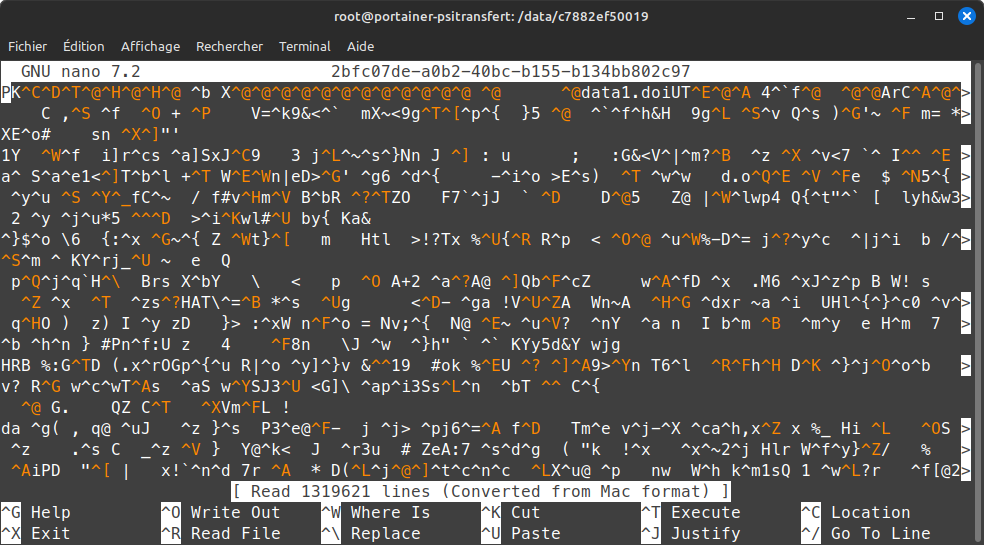 root@portainer-psitransfert: /data/c7882ef50019
Fichier Édition Affichage Rechercher Terminal Aide
GNU nano 7.2 2bfc07de-a0b2-40bc-b155-b134bb802c97
PK^C^D^T^@^H^@^H^@ ^b X^@^@^@^@^@^@^@^@^@^@^@^@ ^@ ^@data1.doiUT^E^@^A 4^`f^@ ^@^@ArC^A^@^>
C ,^S ^f ^O + ^P V=^k9&<^` mX~<9g^T^[^p^{ }5 ^@ ^^`^f^h&H 9g^L ^S^v Q^s )^G'~ ^F m= *>
XE^o# sn ^X^]"'
1Y ^W^f i]r^cs ^a]SxJ^C9 3 j^L^~^s^}Nn J ^] : u ; :G&<V^|^m?^B ^z ^X ^v<7 `^ I^^ ^E >
a^ S^a^e1<^]T^b^l +^T W^E^Wn|eD>^G' ^g6 ^d^{ -^i^o >E^s) ^T ^w^w d.o^Q^E ^V ^Fe $ ^N5^{ >
^y^u ^S ^Y^_fC^~ / f#v^Hm^V B^bR ^?^TZO F7`^jJ ` ^D D^@5 Z@ |^W^lwp4 Q{^t"^` [ lyh&w3>
2 ^y ^j^u*5 ^^^D >^i^Kwl#^U by{ Ka&
^}$^o \6 {:^x ^G~^{ Z ^Wt}^[ m Htl >!?Tx %^U{^R R^p < ^O^@ ^u^W%-D^= j^?^y^c ^|j^i b /^>
^S^m ^ KY^rj_^U ~ e Q
p^Q^j^q`H^\ Brs X^bY \ < p ^O A+2 ^a^?A@ ^]Qb^F^cZ w^A^fD ^x .M6 ^xJ^z^p B W! s
^Z ^x ^T ^zs^?HAT\^=^B *^s ^Ug <^D- ^ga !V^U^ZA Wn~A ^H^G ^dxr ~a ^i UHl^{^}^c0 ^v^>
q^HO ) z) I ^y zD }> :^xW n^F^o = Nv;^{ N@ ^E~ ^u^V? ^nY ^a n I b^m ^B ^m^y e H^m 7 >
^b ^h^n } #Pn^f:U z 4 ^F8n \J ^w ^}h" ` ^` KYy5d&Y wjg
HRB %:G^TD (.x^rOGp^{^u R|^o ^y]^}v &^^19 #ok %^EU ^? ^]^A9>^Yn T6^l ^R^Fh^H D^K ^}^j^O^o^b >
v? R^G w^c^wT^As ^aS w^YSJ3^U <G]\ ^ap^i3Ss^L^n ^bT ^^ C^{
^@ G. QZ C^T ^XVm^FL !
da ^g( , q@ ^uJ ^z }^s P3^e@^F- j ^j> ^pj6^=^A f^D Tm^e v^j-^X ^ca^h,x^Z x %_ Hi ^L ^OS >
^z .^s C _^z ^V } Y@^k< J ^r3u # ZeA:7 ^s^d^g ( "k !^x ^x^~2^j Hlr W^f^y}^Z/ % >
^AiPD "^[ | x!`^n^d 7r ^A * D(^L^j^@^]^t^c^n^c ^LX^u@ ^p nw W^h k^m1sQ 1 ^w^L?r ^f[@2>
[ Read 1319621 lines (Converted from Mac format) ]
^G Help ^O Write Out ^W Where Is ^K Cut ^T Execute ^C Location
^X Exit ^R Read File ^\ Replace ^U Paste ^J Justify ^/ Go To Line